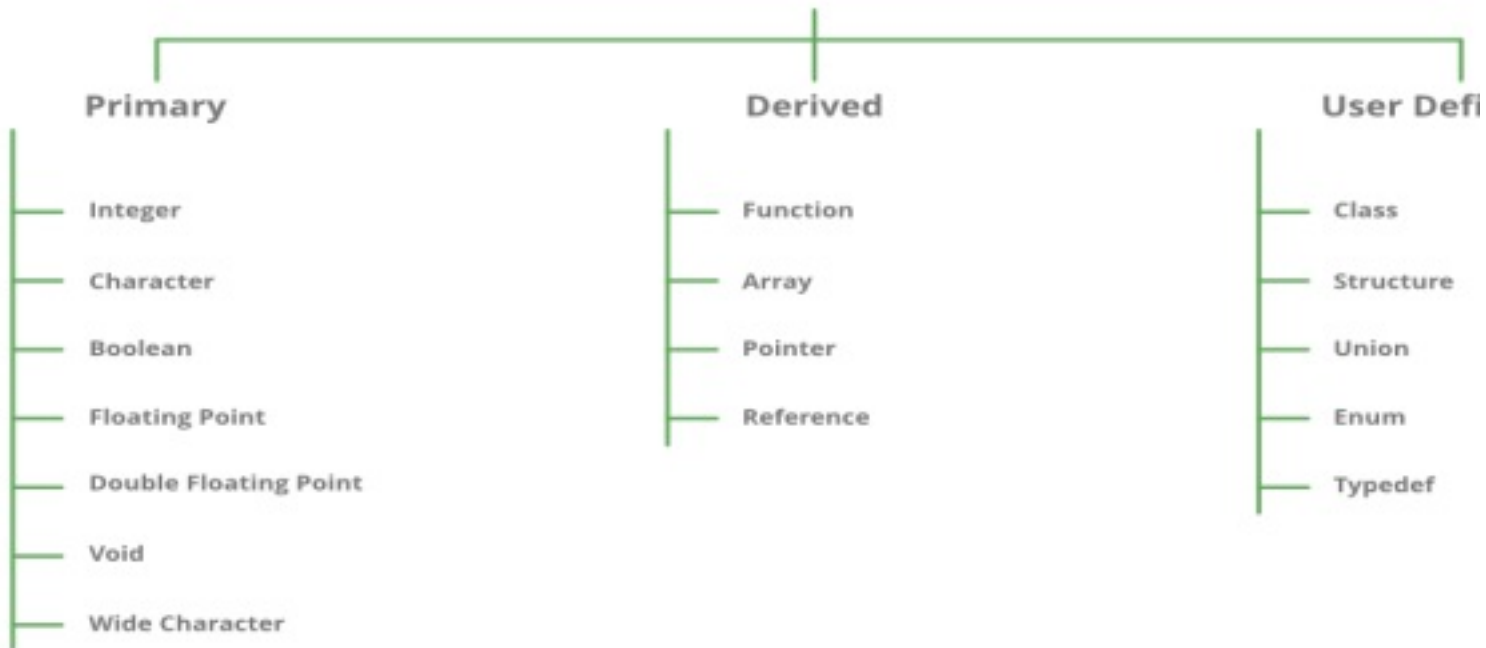 Primary
Integer
Character
Boolean
Floating Point
Double Floating Point
Void
Wide Character
Derived
Function
Array
Pointer
Reference
User Defi
Class
Structure
Union
Enum
Typedef